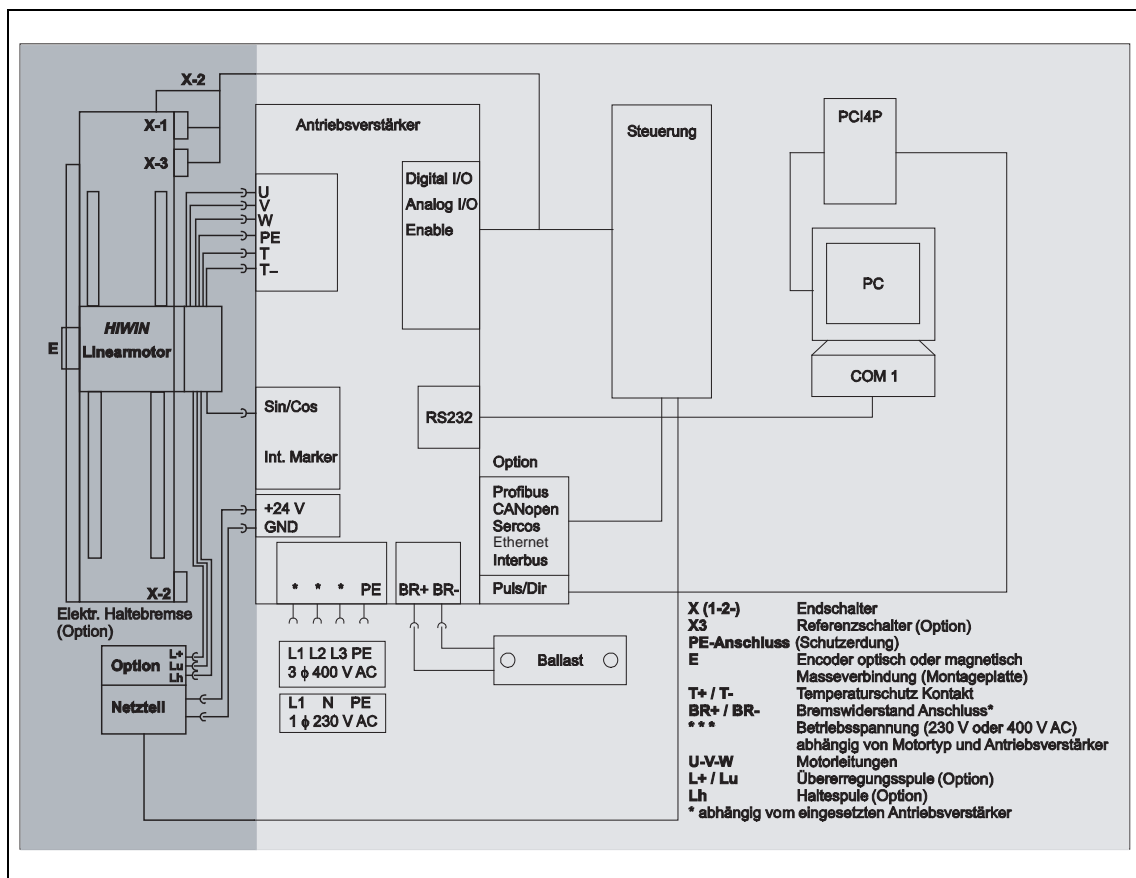 X-2
X-1
X-3
Antriebsverstärker
Steuerung
PCI4P
Digital I/O
Analog I/O
Enable
U
V
W
PE
T
T–
PC
HIWIN
Linearmotor
E
COM 1
Sin/Cos
Int. Marker
RS232
Option
Profibus
CANopen
Sercos
Ethernet
Interbus
Puls/Dir
+24 V
GND
* * * PE
BR+ BR-
X-2
Elektr. Haltebremse
(Option)
Option
L+
Lu
Lh
Netzteil
L1 L2 L3 PE
3 ϕ 400 V AC
L1 N PE
1 ϕ 230 V AC
Ballast
X (1-2-) Endschalter
X3 Referenzschalter (Option)
PE-Anschluss (Schutzerdung)
E Encoder optisch oder magnetisch
Masseverbindung (Montageplatte)
T+ / T- Temperaturschutz Kontakt
BR+ / BR- Bremswiderstand Anschluss*
* * * Betriebsspannung (230 V oder 400 V AC)
abhängig von Motortyp und Antriebsverstärker
U-V-W Motorleitungen
L+ / Lu Übererregungsspule (Option)
Lh Haltespule (Option)
* abhängig vom eingesetzten Antriebsverstärker